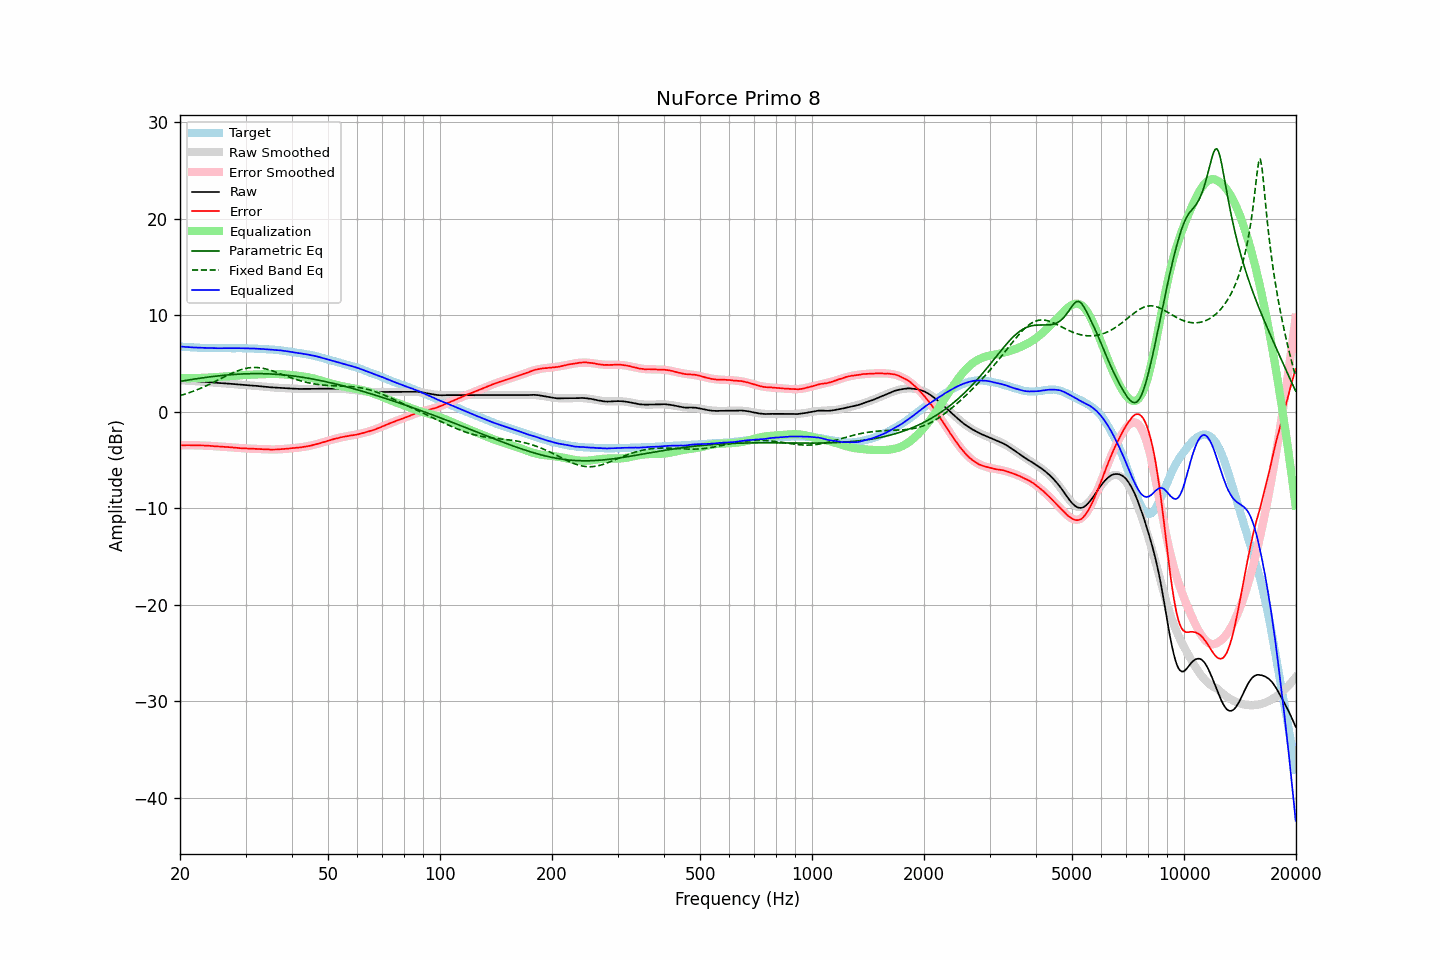 NuForce Primo 8
Target
Raw Smoothed
Error Smoothed
Raw
Error
Equalization
Parametric Eq
Fixed Band Eq
Equalized
Amplitude (dBr)
30
20
10
0
−10
−20
−30
−40
20 50 100 200 500 1000 2000 5000 10000 20000
Frequency (Hz)